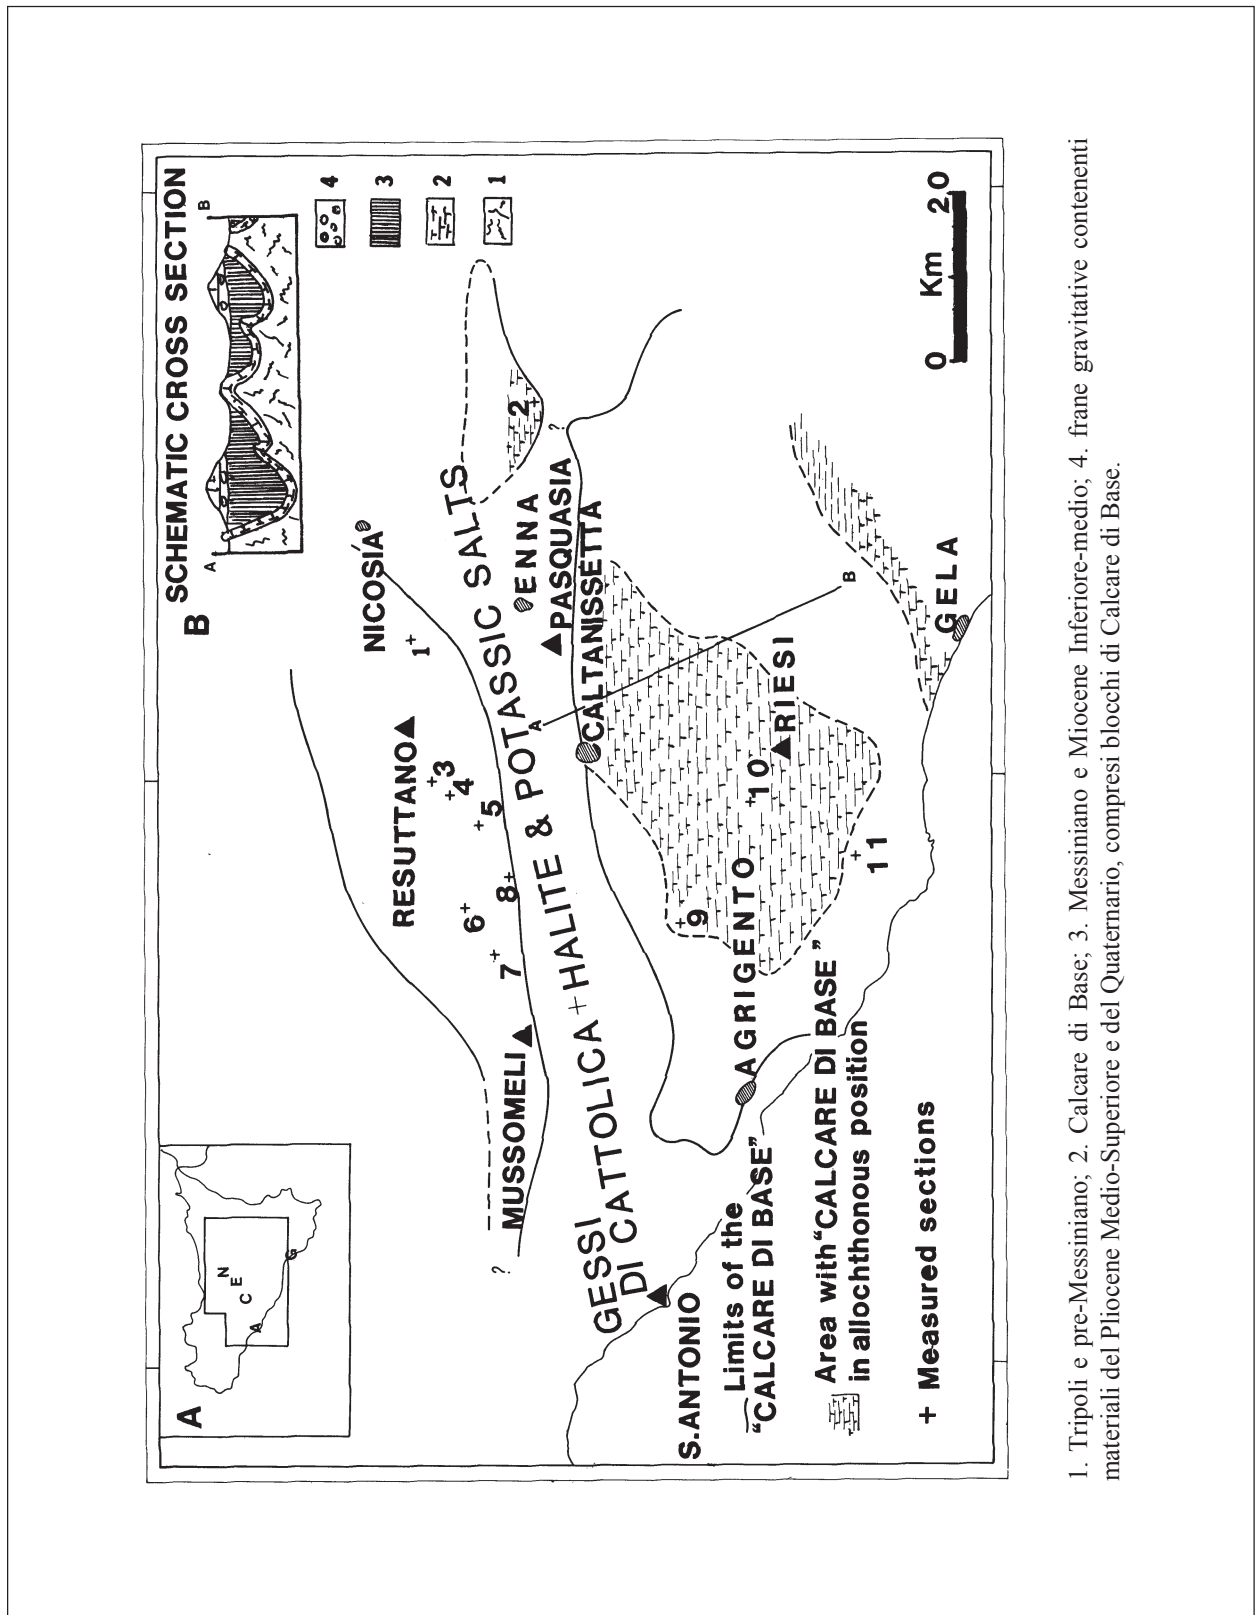 A
C E N
A
G
B
SCHEMATIC CROSS SECTION
A
B
4
3
2
1
NICOSIA
1
RESUTTANO
3
4
5
6
8
7
MUSSOMELI
?
GESSI
DI CATTOLICA + HALITE & POTASSIC SALTS
A
ENNA
PASQUASIA
2
?
CALTANISSETTA
S.ANTONIO
AGRIGENTO
9
10
RIESI
11
B
GELA
0 Km 20
Limits of the
“CALCARE DI BASE”
Area with “CALCARE DI BASE”
in allochthonous position
+ Measured sections
1. Tripoli e pre-Messiniano; 2. Calcare di Base; 3. Messiniano e Miocene Inferiore-medio; 4. frane gravitative contenenti
materiali del Pliocene Medio-Superiore e del Quaternario, compresi blocchi di Calcare di Base.